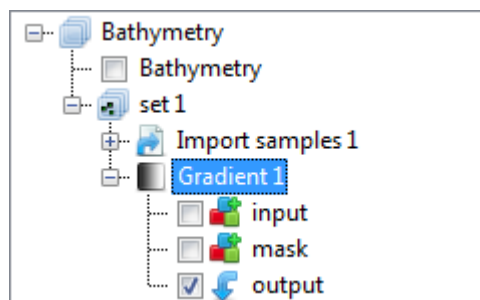 Bathymetry
Bathymetry
set 1
Import samples 1
Gradient 1
input
mask
output